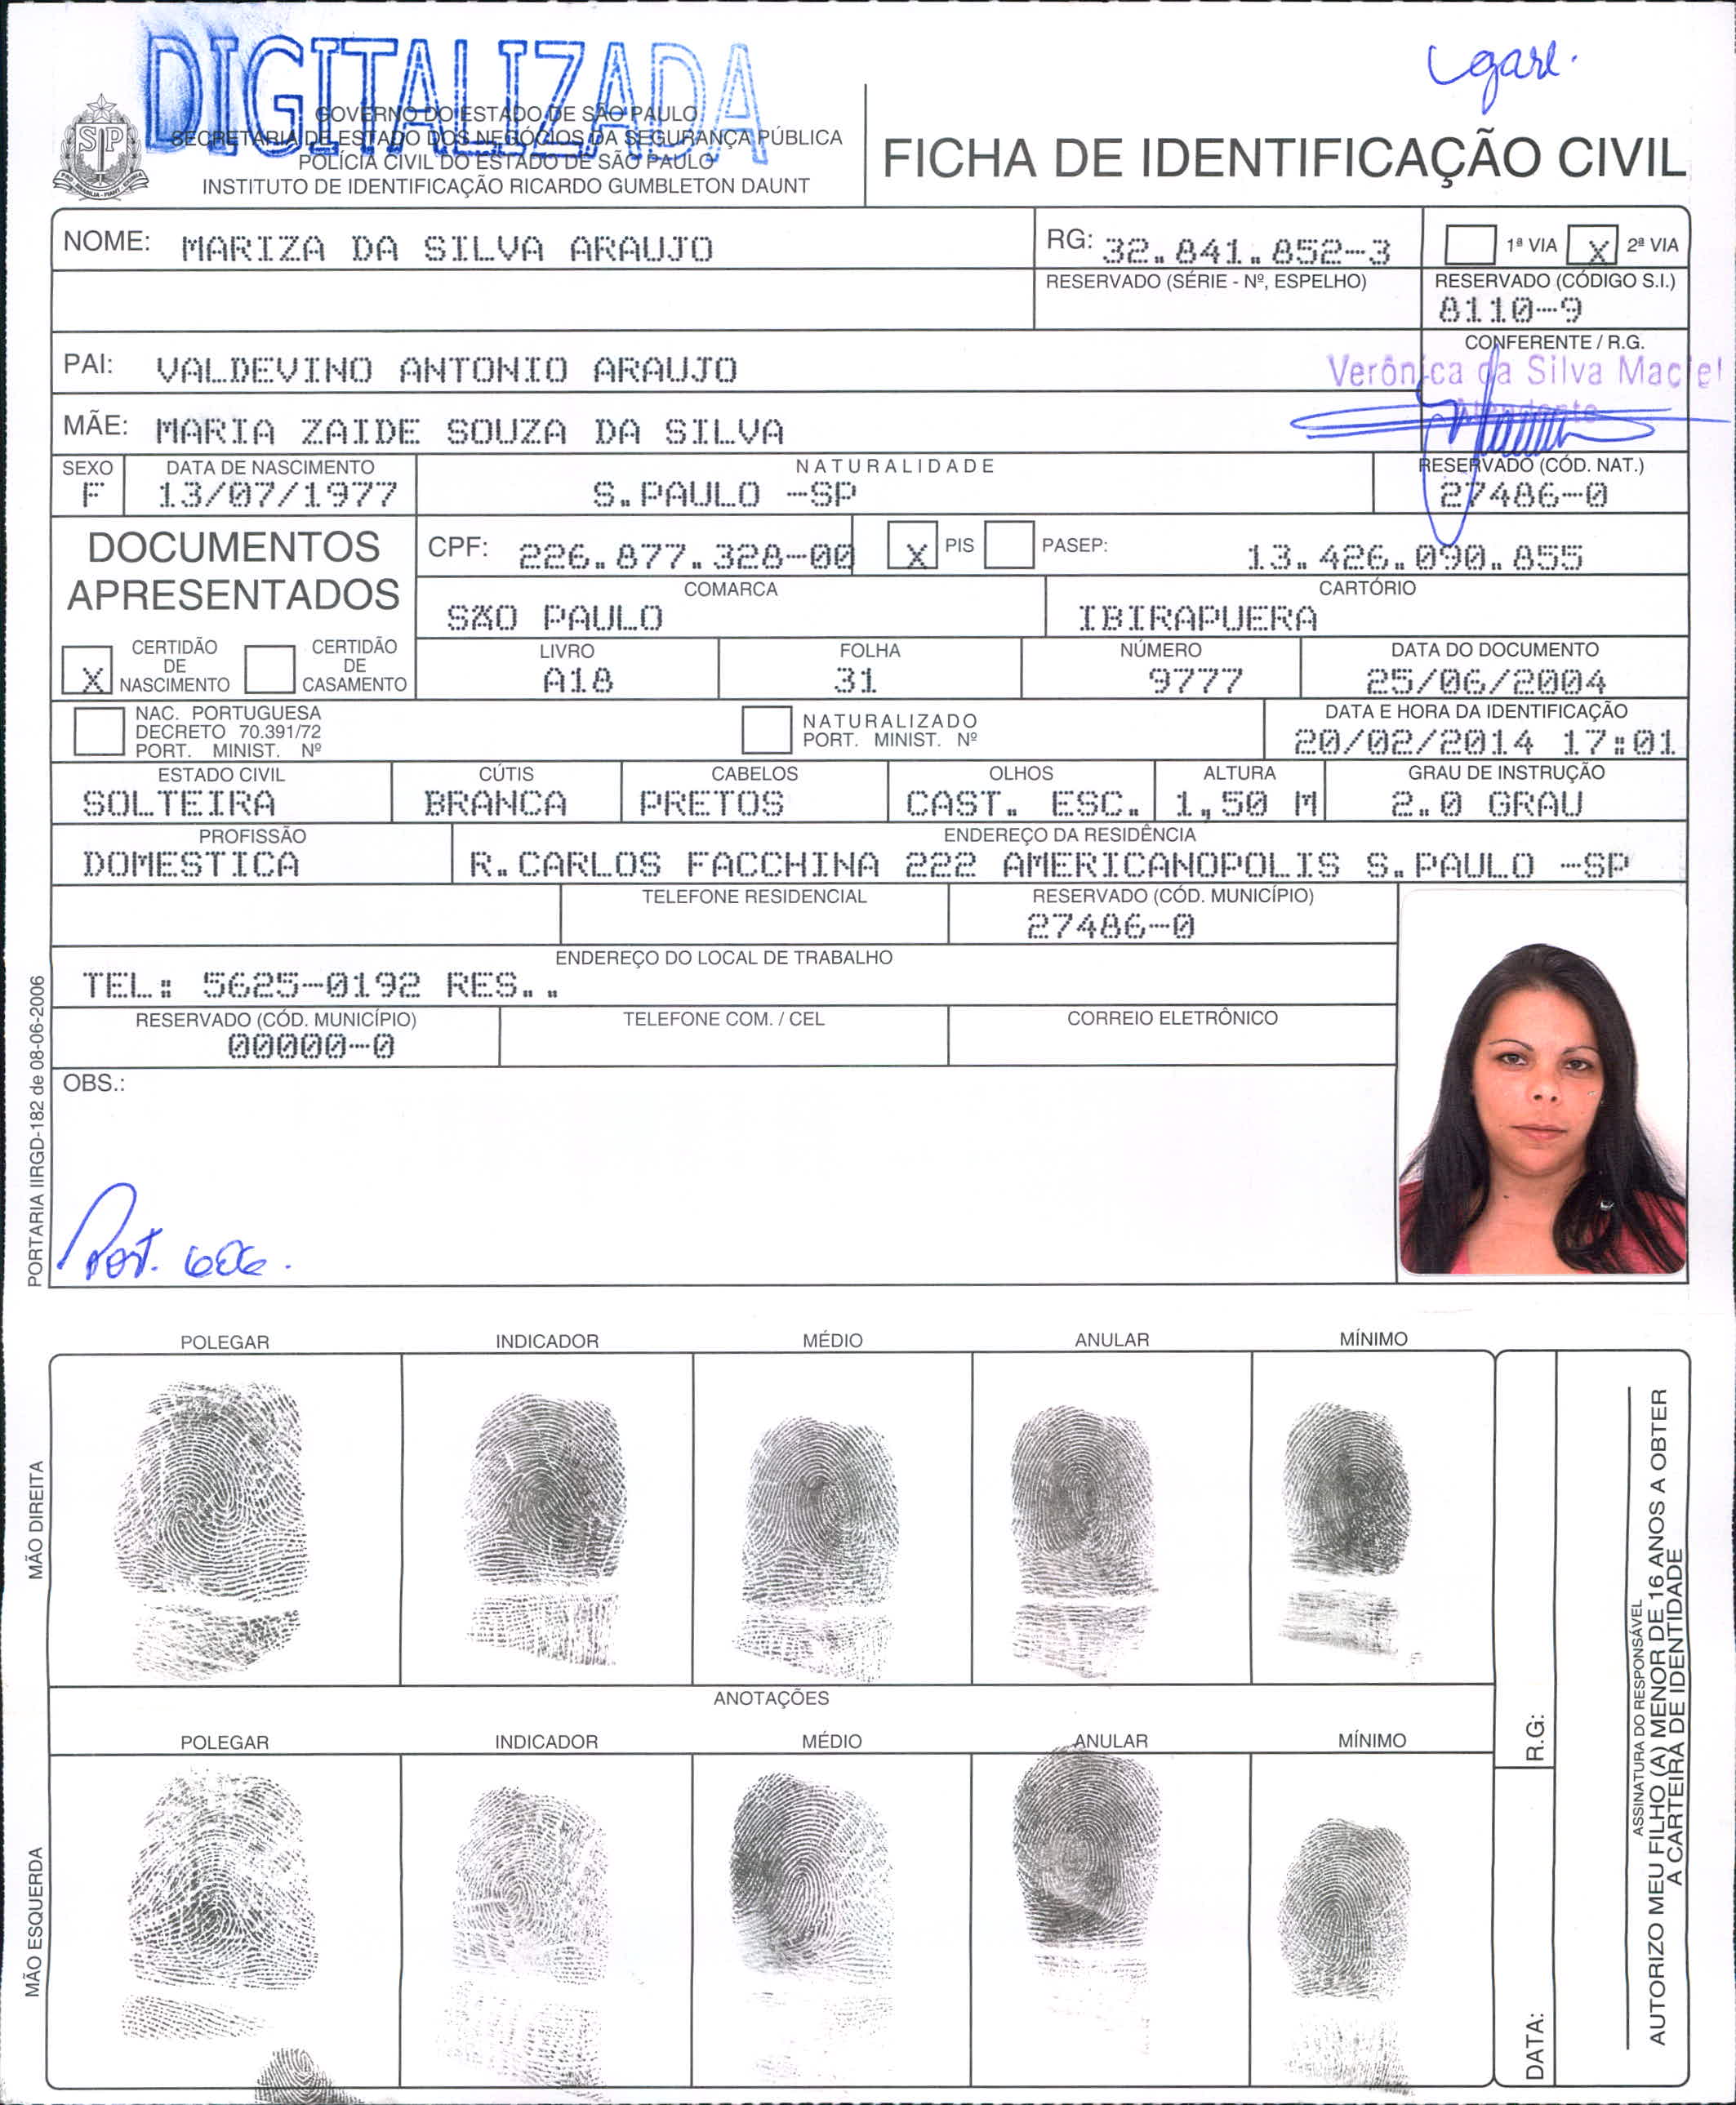 DIGITALIZADA
GOVERNO DO ESTADO DE SÃO PAULO
SECRETARIA DE ESTADO DOS NEGÓCIOS DA SEGURANÇA PÚBLICA
POLÍCIA CIVIL DO ESTADO DE SÃO PAULO
INSTITUTO DE IDENTIFICAÇÃO RICARDO GUMBLETON DAUNT
FICHA DE IDENTIFICAÇÃO CIVIL
NOME: MARIZA DA SILVA ARAUJO
RG: 32.841.852-3
1ª VIA X 2ª VIA
RESERVADO (SÉRIE - Nº, ESPELHO)
RESERVADO (CÓDIGO S.I.)
8110-9
CONFERENTE / R.G.
PAI: VALDEVINO ANTONIO ARAUJO
Verônica da Silva Maciel
Atendente
MÃE: MARIA ZAIDE SOUZA DA SILVA
SEXO DATA DE NASCIMENTO NATURALIDADE RESERVADO (CÓD. NAT.)
F 13/07/1977 S.PAULO -SP 27486-0
DOCUMENTOS
APRESENTADOS
CPF: 226.877.328-00 X PIS PASEP: 13.426.090.855
COMARCA CARTÓRIO
SÃO PAULO IBIRAPUERA
X CERTIDÃO DE NASCIMENTO CERTIDÃO DE CASAMENTO
LIVRO FOLHA NÚMERO DATA DO DOCUMENTO
A18 31 9777 25/06/2004
NAC. PORTUGUESA
DECRETO 70.391/72
PORT. MINIST. Nº
NATURALIZADO
PORT. MINIST. Nº
DATA E HORA DA IDENTIFICAÇÃO
20/02/2014 17:01
ESTADO CIVIL CÚTIS CABELOS OLHOS ALTURA GRAU DE INSTRUÇÃO
SOLTEIRA BRANCA PRETOS CAST. ESC. 1,50 M 2.0 GRAU
PROFISSÃO ENDEREÇO DA RESIDÊNCIA
DOMESTICA R.CARLOS FACCHINA 222 AMERICANOPOLIS S.PAULO -SP
TELEFONE RESIDENCIAL RESERVADO (CÓD. MUNICÍPIO)
27486-0
ENDEREÇO DO LOCAL DE TRABALHO
TEL: 5625-0192 RES..
RESERVADO (CÓD. MUNICÍPIO) TELEFONE COM. / CEL CORREIO ELETRÔNICO
00000-0
OBS.:
PORTARIA IIRGD-182 de 08-06-2006
POLEGAR INDICADOR MÉDIO ANULAR MÍNIMO
MÃO DIREITA
ANOTAÇÕES
POLEGAR INDICADOR MÉDIO ANULAR MÍNIMO
MÃO ESQUERDA
R.G:
DATA:
ASSINATURA DO RESPONSÁVEL
AUTORIZO MEU FILHO (A) MENOR DE 16 ANOS A OBTER
A CARTEIRA DE IDENTIDADE